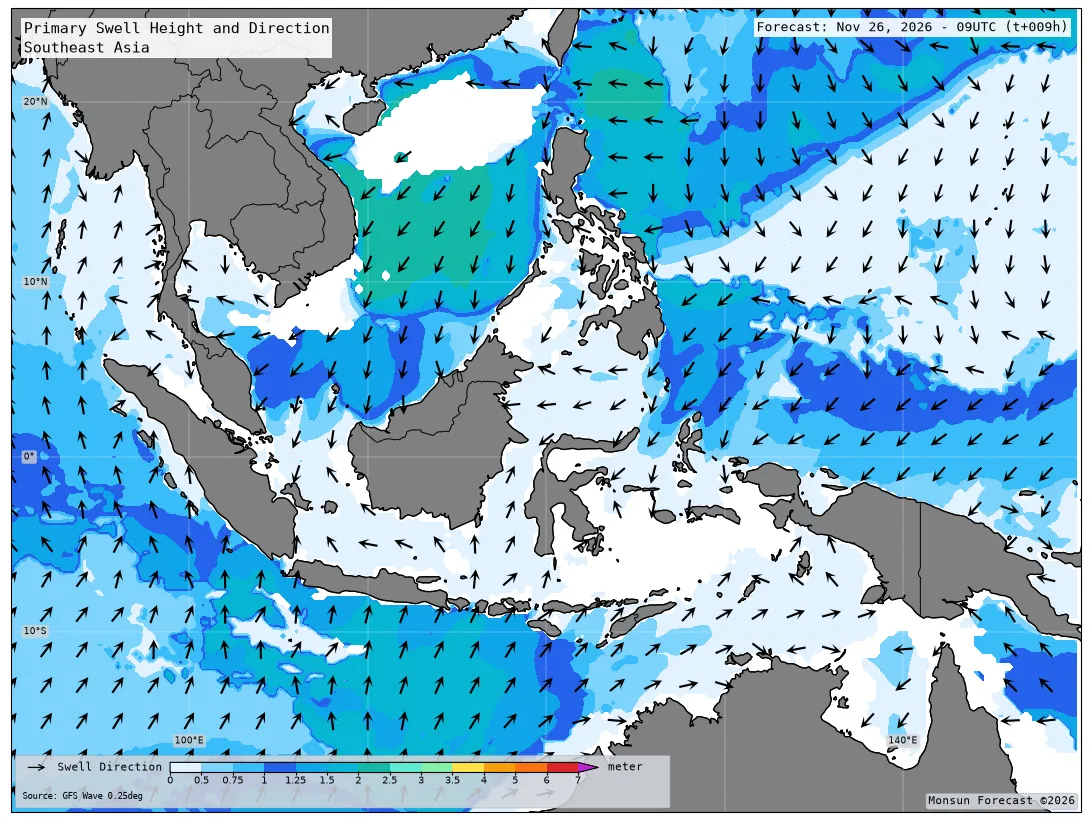 Primary Swell Height and Direction
Southeast Asia
Forecast: Nov 26, 2026 - 09UTC (t+009h)
20°N
10°N
0°
10°S
100°E
140°E
Swell Direction
0 0.5 0.75 1 1.25 1.5 2 2.5 3 3.5 4 5 6 7
meter
Source: GFS Wave 0.25deg
Monsun Forecast ©2026